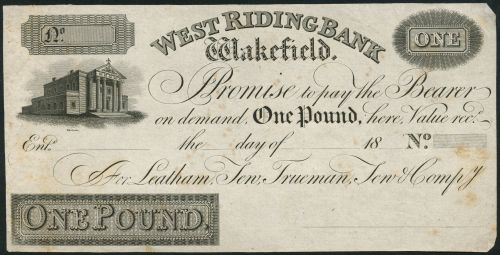 No.
WEST RIDING BANK
ONE
Wakefield.
I Promise to pay the Bearer
on demand, One Pound, here, Value recd.
Entd. the day of 18 No.
For Leatham, Tew, Trueman, Tew & Compy
ONE POUND.